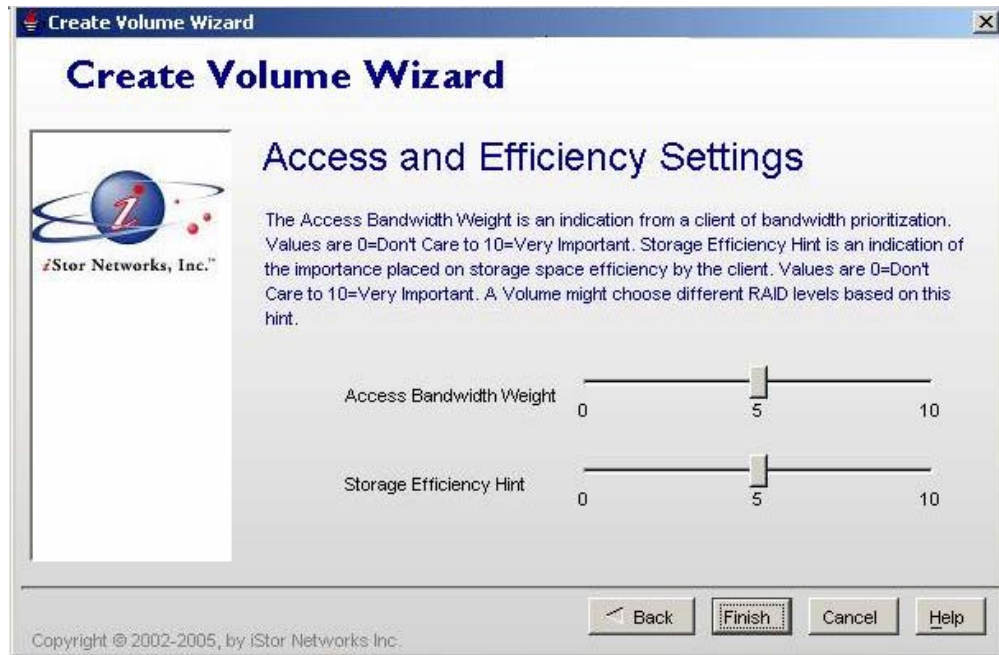 Create Volume Wizard
Create Volume Wizard
Access and Efficiency Settings
The Access Bandwidth Weight is an indication from a client of bandwidth prioritization.
Values are 0=Don't Care to 10=Very Important. Storage Efficiency Hint is an indication of
the importance placed on storage space efficiency by the client. Values are 0=Don't
Care to 10=Very Important. A Volume might choose different RAID levels based on this
hint.
i
iStor Networks, Inc.™
Access Bandwidth Weight
0 5 10
Storage Efficiency Hint
0 5 10
Back Finish Cancel Help
Copyright © 2002-2005, by iStor Networks Inc.